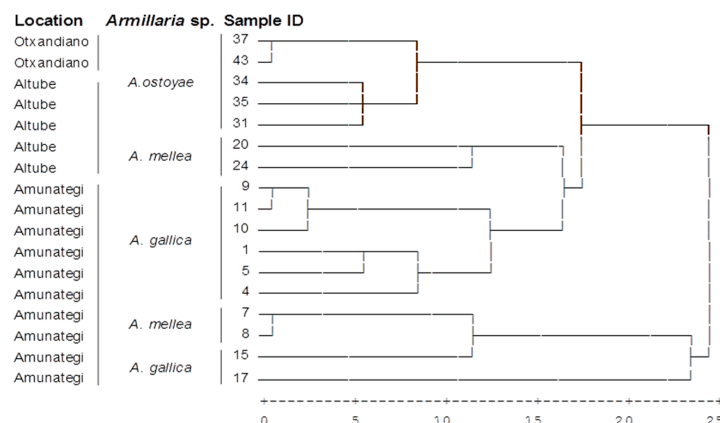 Location Armillaria sp. Sample ID
Otxandiano 37
Otxandiano 43
Altube A.ostoyae 34
Altube 35
Altube 31
Altube 20
A. mellea
Altube 24
Amunategi 9
Amunategi 11
Amunategi 10
A. gallica
Amunategi 1
Amunategi 5
Amunategi 4
Amunategi 7
A. mellea
Amunategi 8
Amunategi 15
A. gallica
Amunategi 17
0 5 10 15 20 25